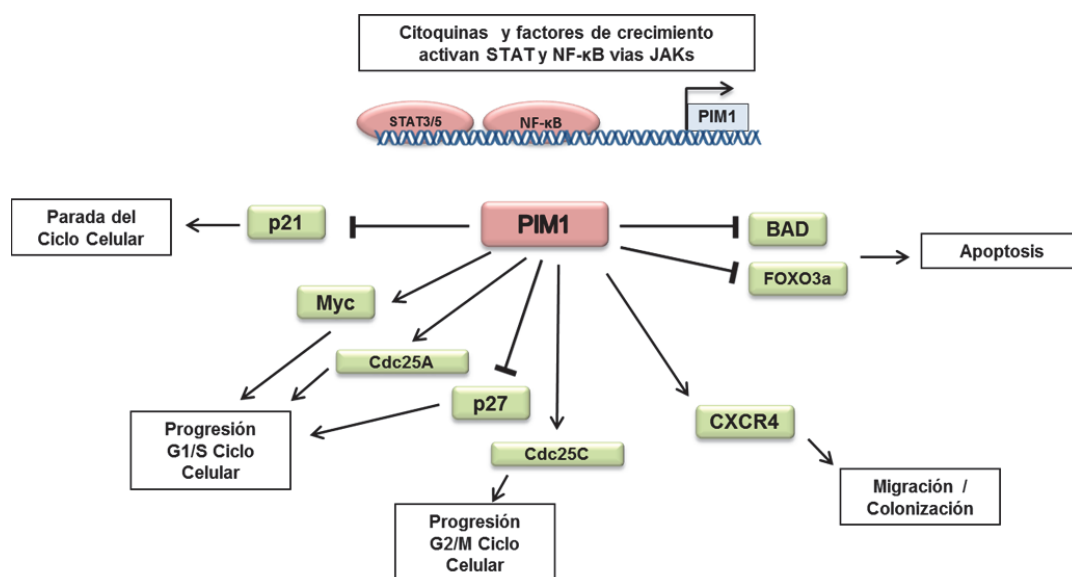 Citoquinas y factores de crecimiento
activan STAT y NF-κB vias JAKs
STAT3/5
NF-κB
PIM1
Parada del
Ciclo Celular
p21
PIM1
BAD
FOXO3a
Apoptosis
Myc
Cdc25A
p27
CXCR4
Progresión
G1/S Ciclo
Celular
Cdc25C
Migración /
Colonización
Progresión
G2/M Ciclo
Celular